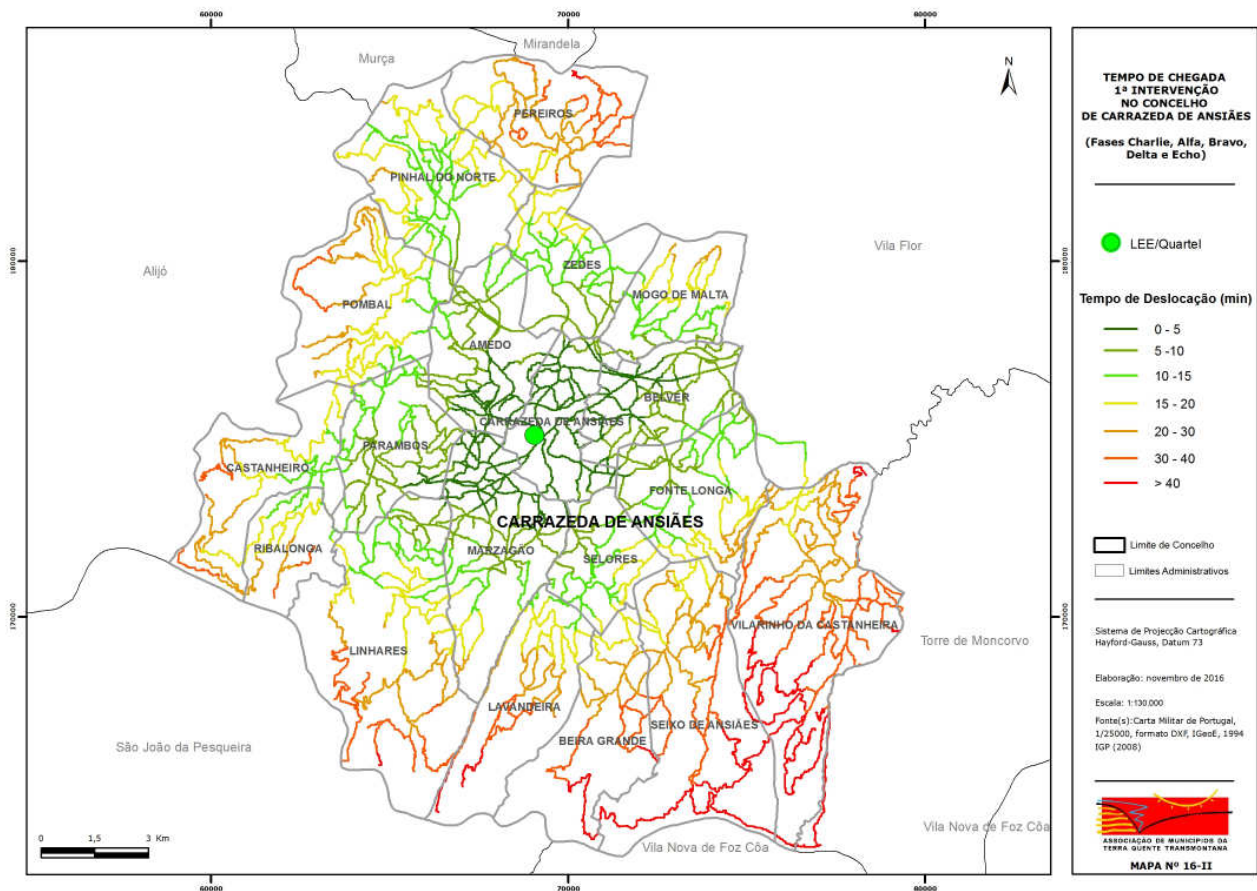 60000
70000
80000
Mirandela
Murça
N
PEREIROS
PINHAL DO NORTE
180000
180000
Vila Flor
Alijó
ZEDES
MOGO DE MALTA
POMBAL
AMEDO
BELVER
CARRAZEDA DE ANSIÃES
PARAMBOS
CASTANHEIRO
FONTE LONGA
CARRAZEDA DE ANSIÃES
RIBALONGA
MARZAGÃO
SELORES
170000
170000
VILARINHO DA CASTANHEIRA
Torre de Moncorvo
LINHARES
LAVANDEIRA
SEIXO DE ANSIÃES
BEIRA GRANDE
São João da Pesqueira
Vila Nova de Foz Côa
Vila Nova de Foz Côa
0 1,5 3 Km
60000
70000
80000
TEMPO DE CHEGADA
1ª INTERVENÇÃO
NO CONCELHO
DE CARRAZEDA DE ANSIÃES
(Fases Charlie, Alfa, Bravo,
Delta e Echo)
LEE/Quartel
Tempo de Deslocação (min)
0 - 5
5 -10
10 -15
15 - 20
20 - 30
30 - 40
> 40
Limite de Concelho
Limites Administrativos
Sistema de Projecção Cartográfica
Hayford-Gauss, Datum 73
Elaboração: novembro de 2016
Escala: 1:130.000
Fonte(s):Carta Militar de Portugal,
1/25000, formato DXF, IGeoE, 1994
IGP (2008)
ASSOCIAÇÃO DE MUNICÍPIOS DA
TERRA QUENTE TRANSMONTANA
MAPA Nº 16-II